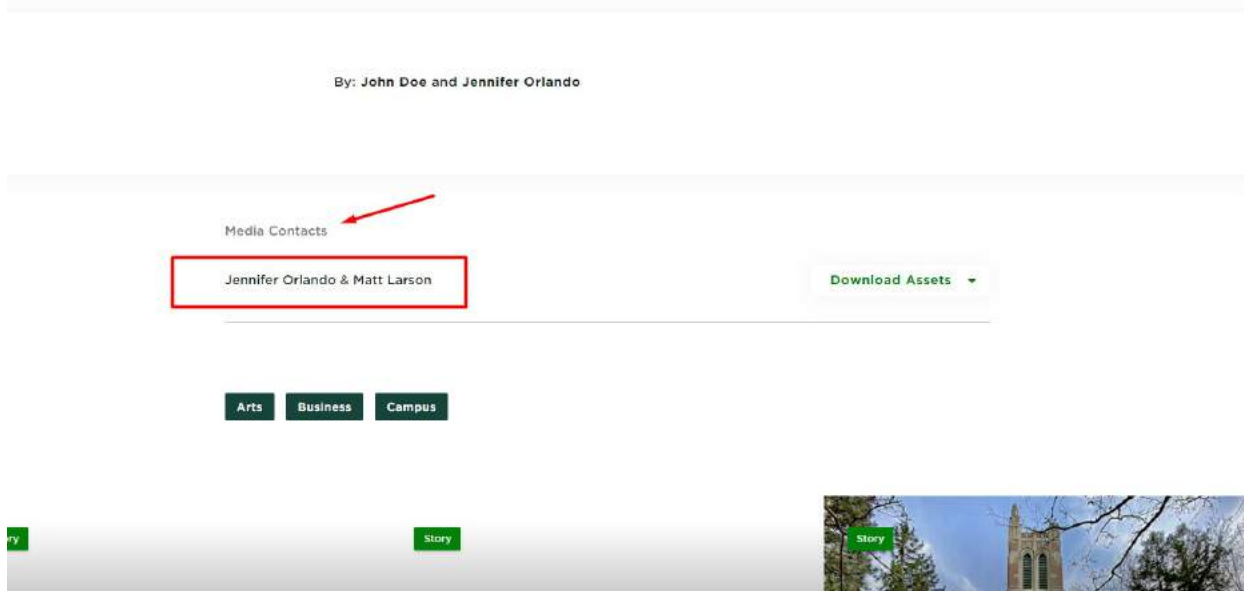 By: John Doe and Jennifer Orlando
Media Contacts
Jennifer Orlando & Matt Larson
Download Assets
Arts Business Campus
ry Story Story